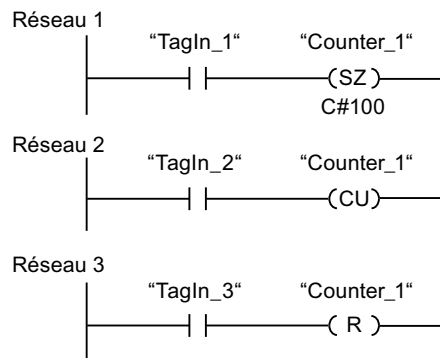 Réseau 1
“TagIn_1“ “Counter_1“
SZ
C#100
Réseau 2
“TagIn_2“ “Counter_1“
CU
Réseau 3
“TagIn_3“ “Counter_1“
R